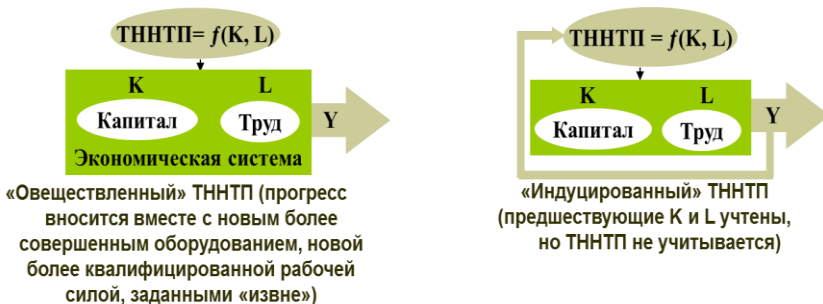 ТННТП= f(K, L)
K L
Капитал Труд Y
Экономическая система
«Овеществленный» ТННТП (прогресс
вносится вместе с новым более
совершенным оборудованием, новой
более квалифицированной рабочей
силой, заданными «извне»)
ТННТП = f(K, L)
K L
Капитал Труд Y
«Индуцированный» ТННТП
(предшествующие K и L учтены,
но ТННТП не учитывается)